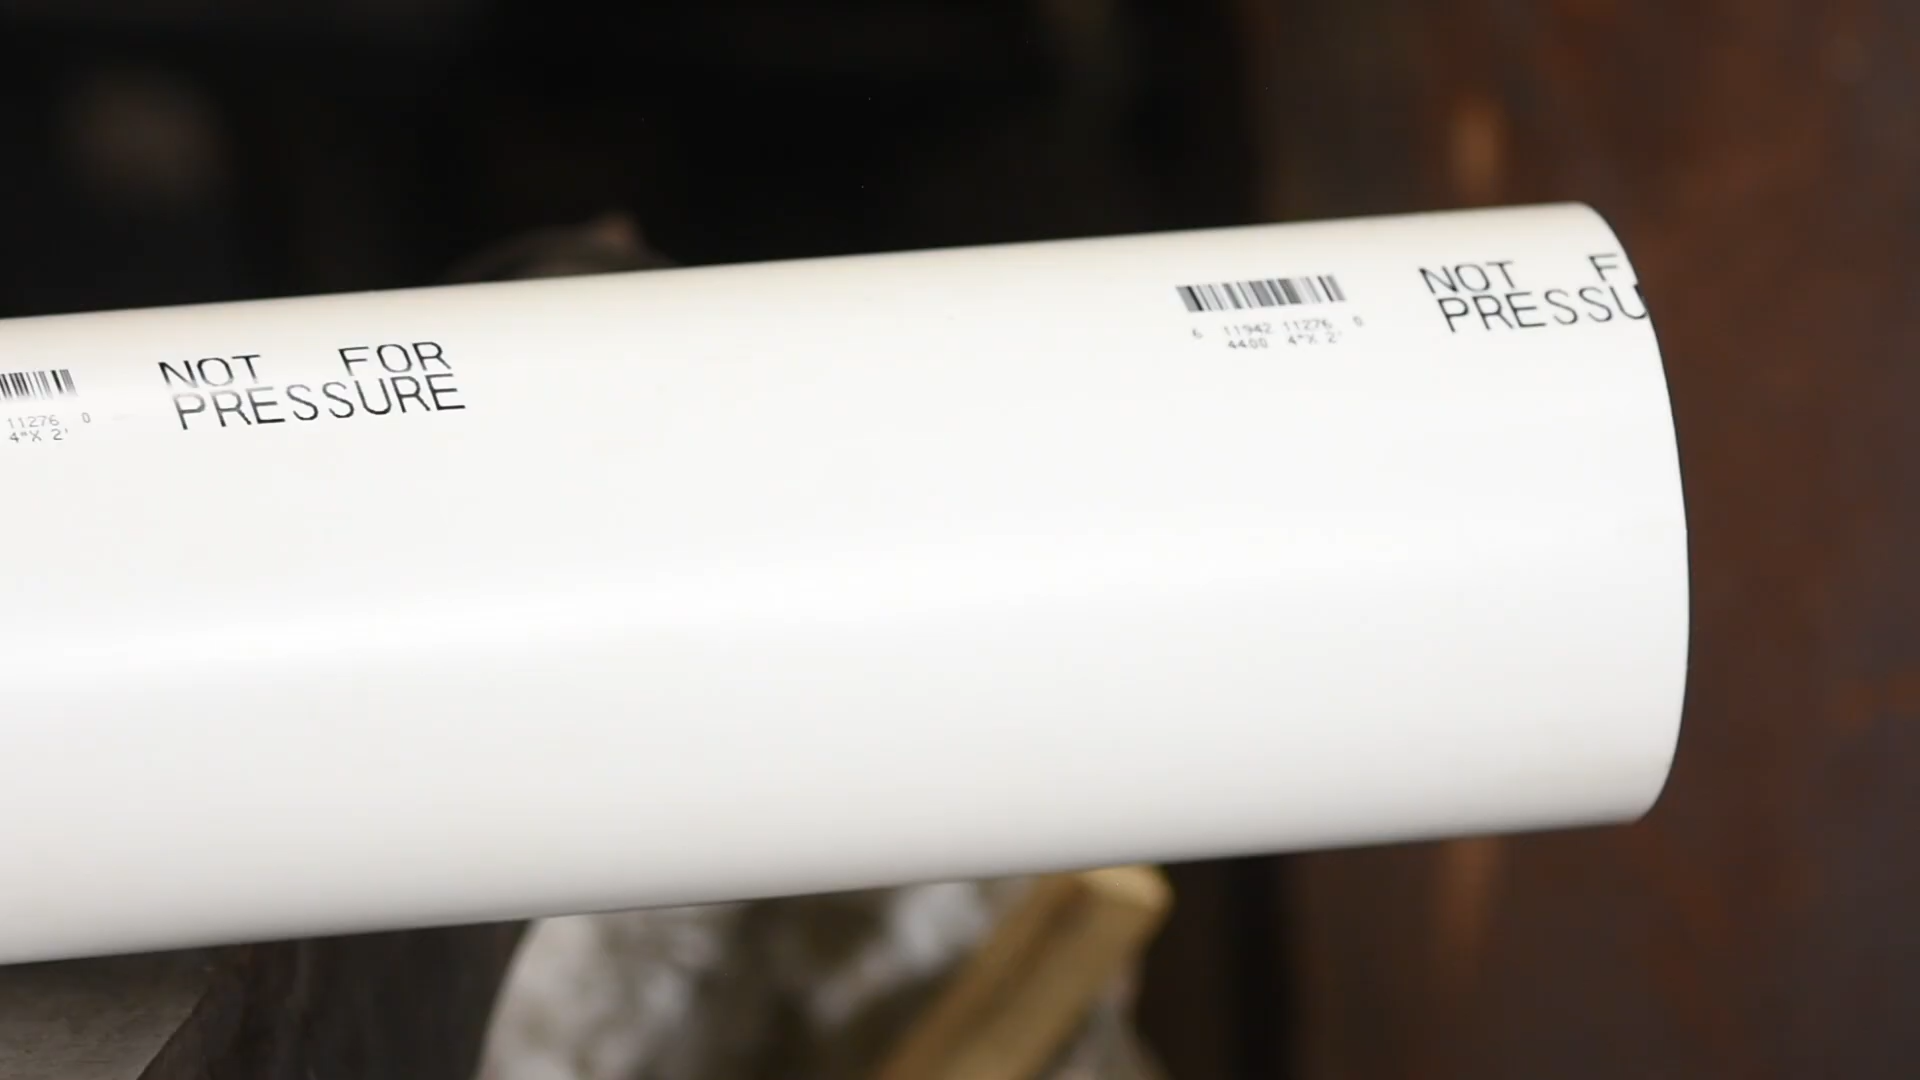 11276 0
4"X 2'
NOT FOR
PRESSURE
6 11942 11276 0
4400 4"X 2'
NOT F
PRESSU